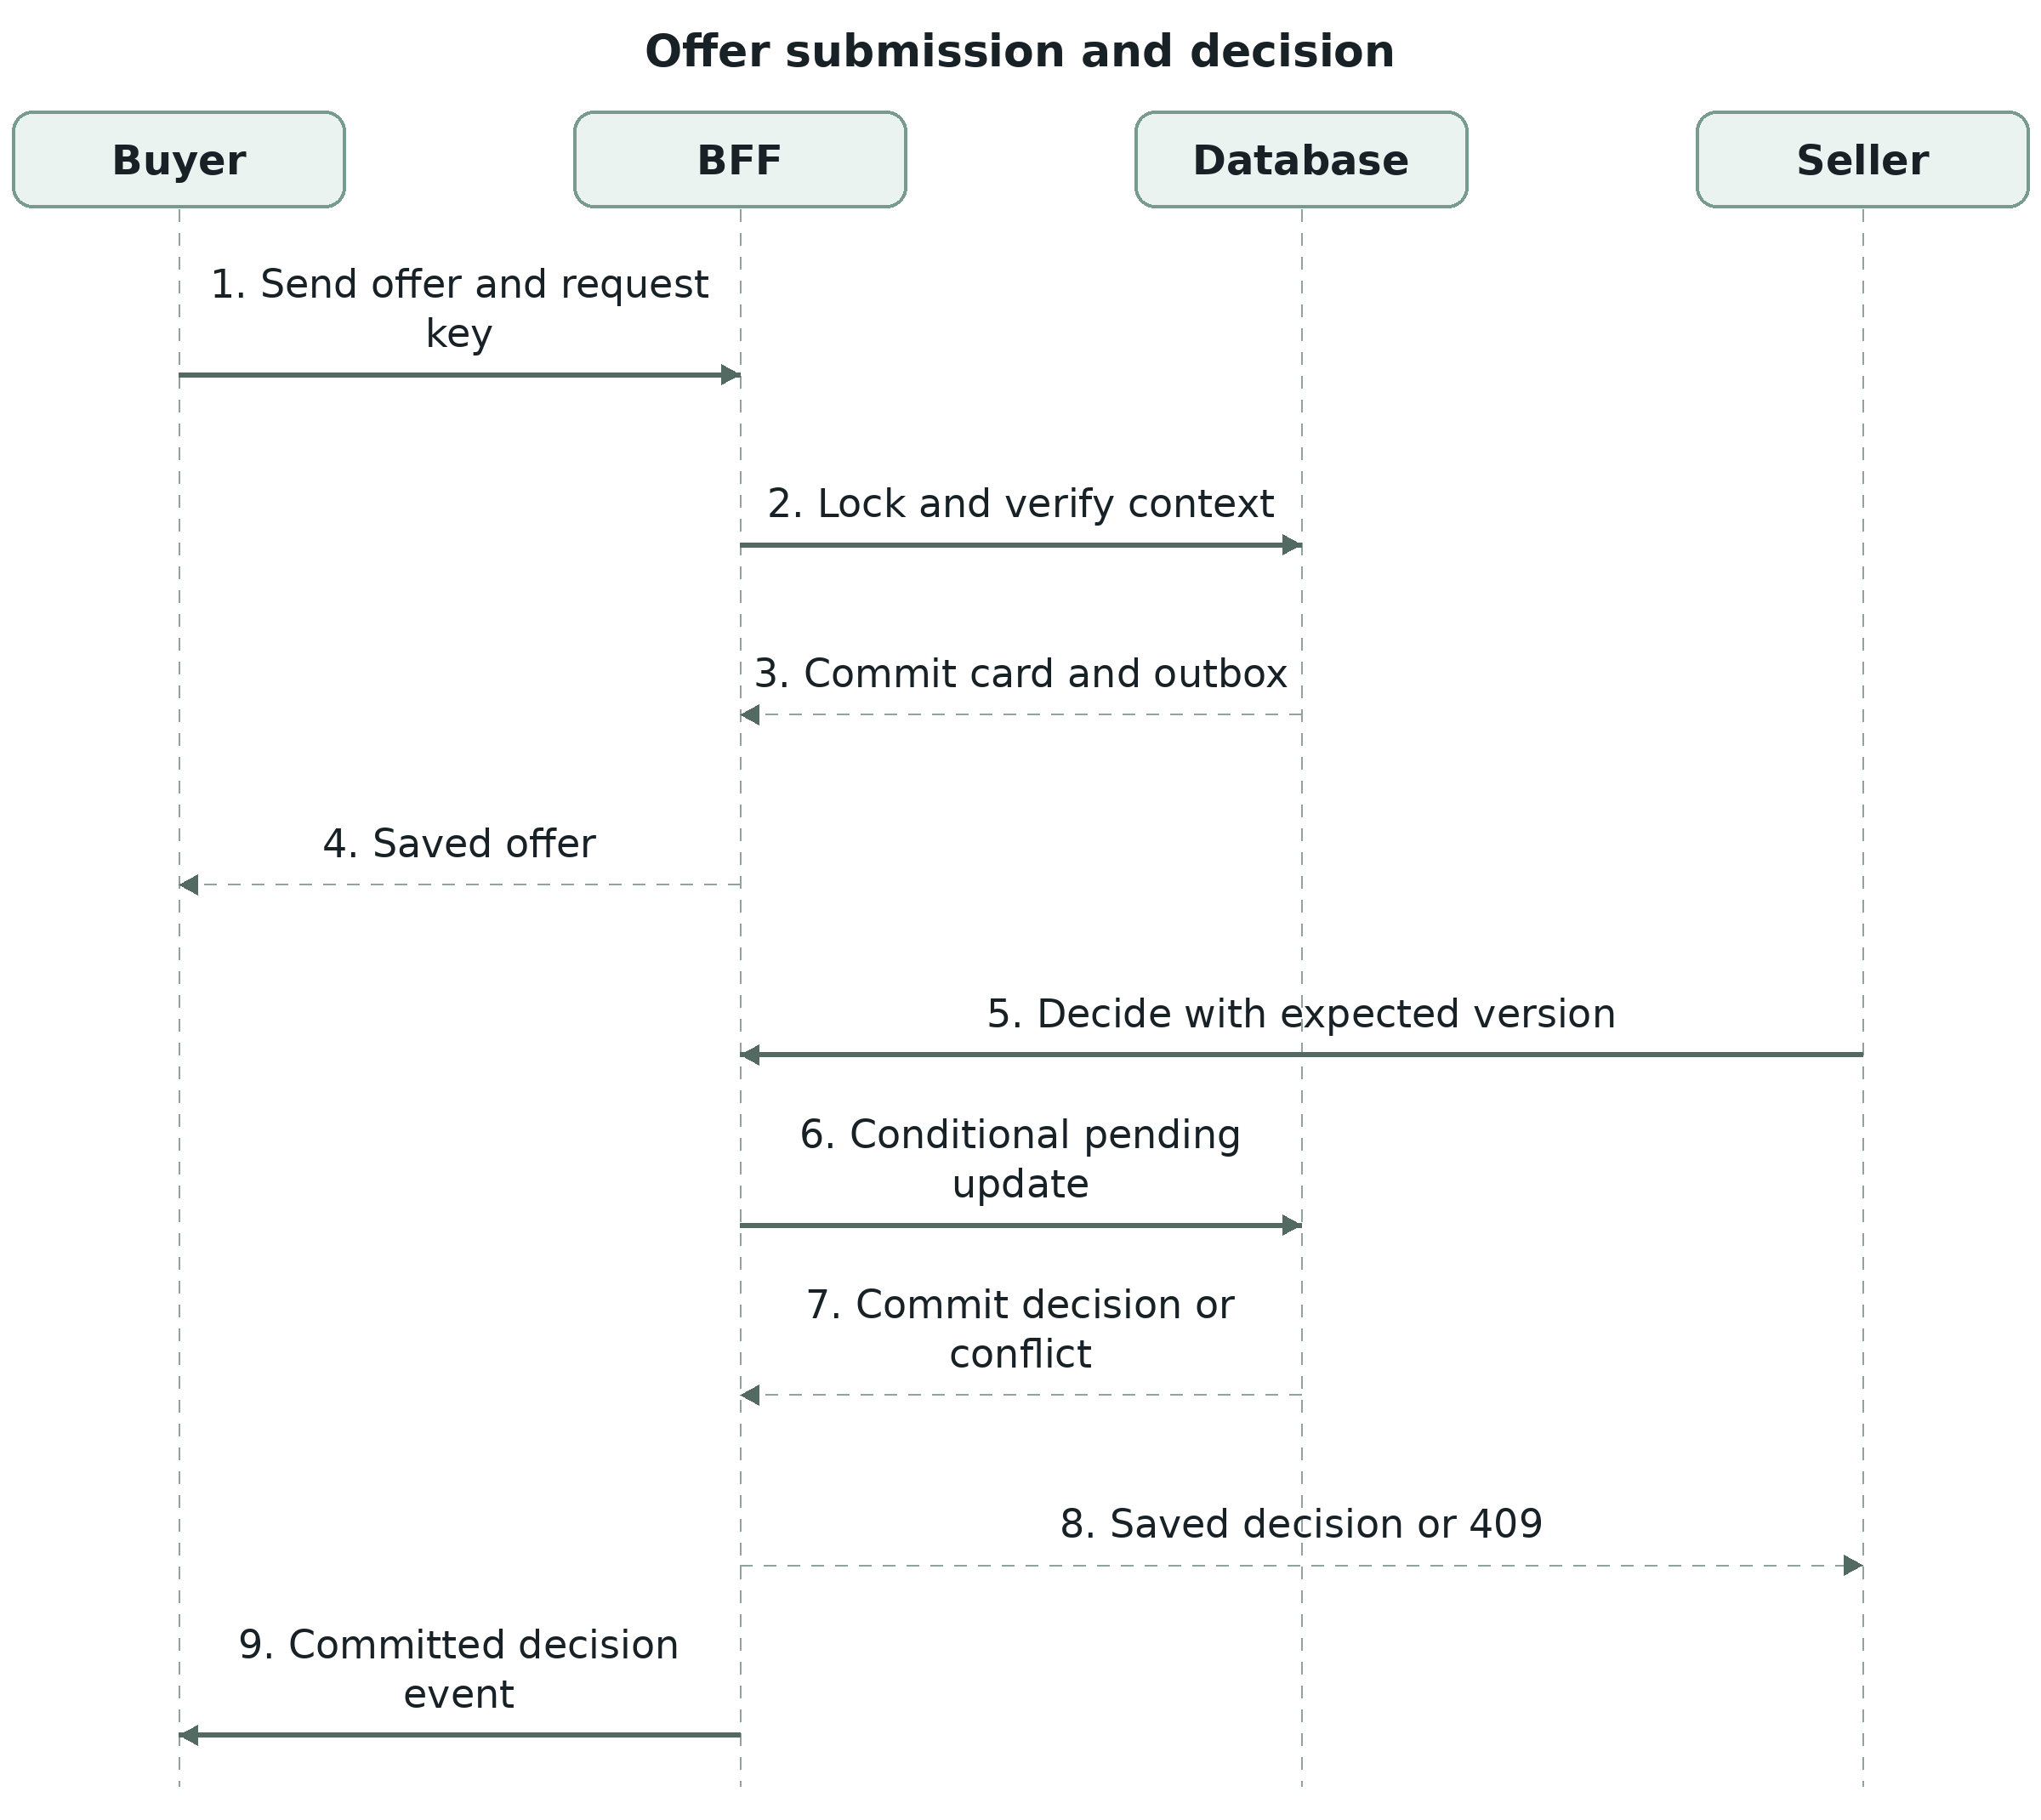 Offer submission and decision
Buyer
BFF
Database
Seller
1. Send offer and request
key
2. Lock and verify context
3. Commit card and outbox
4. Saved offer
5. Decide with expected version
6. Conditional pending
update
7. Commit decision or
conflict
8. Saved decision or 409
9. Committed decision
event